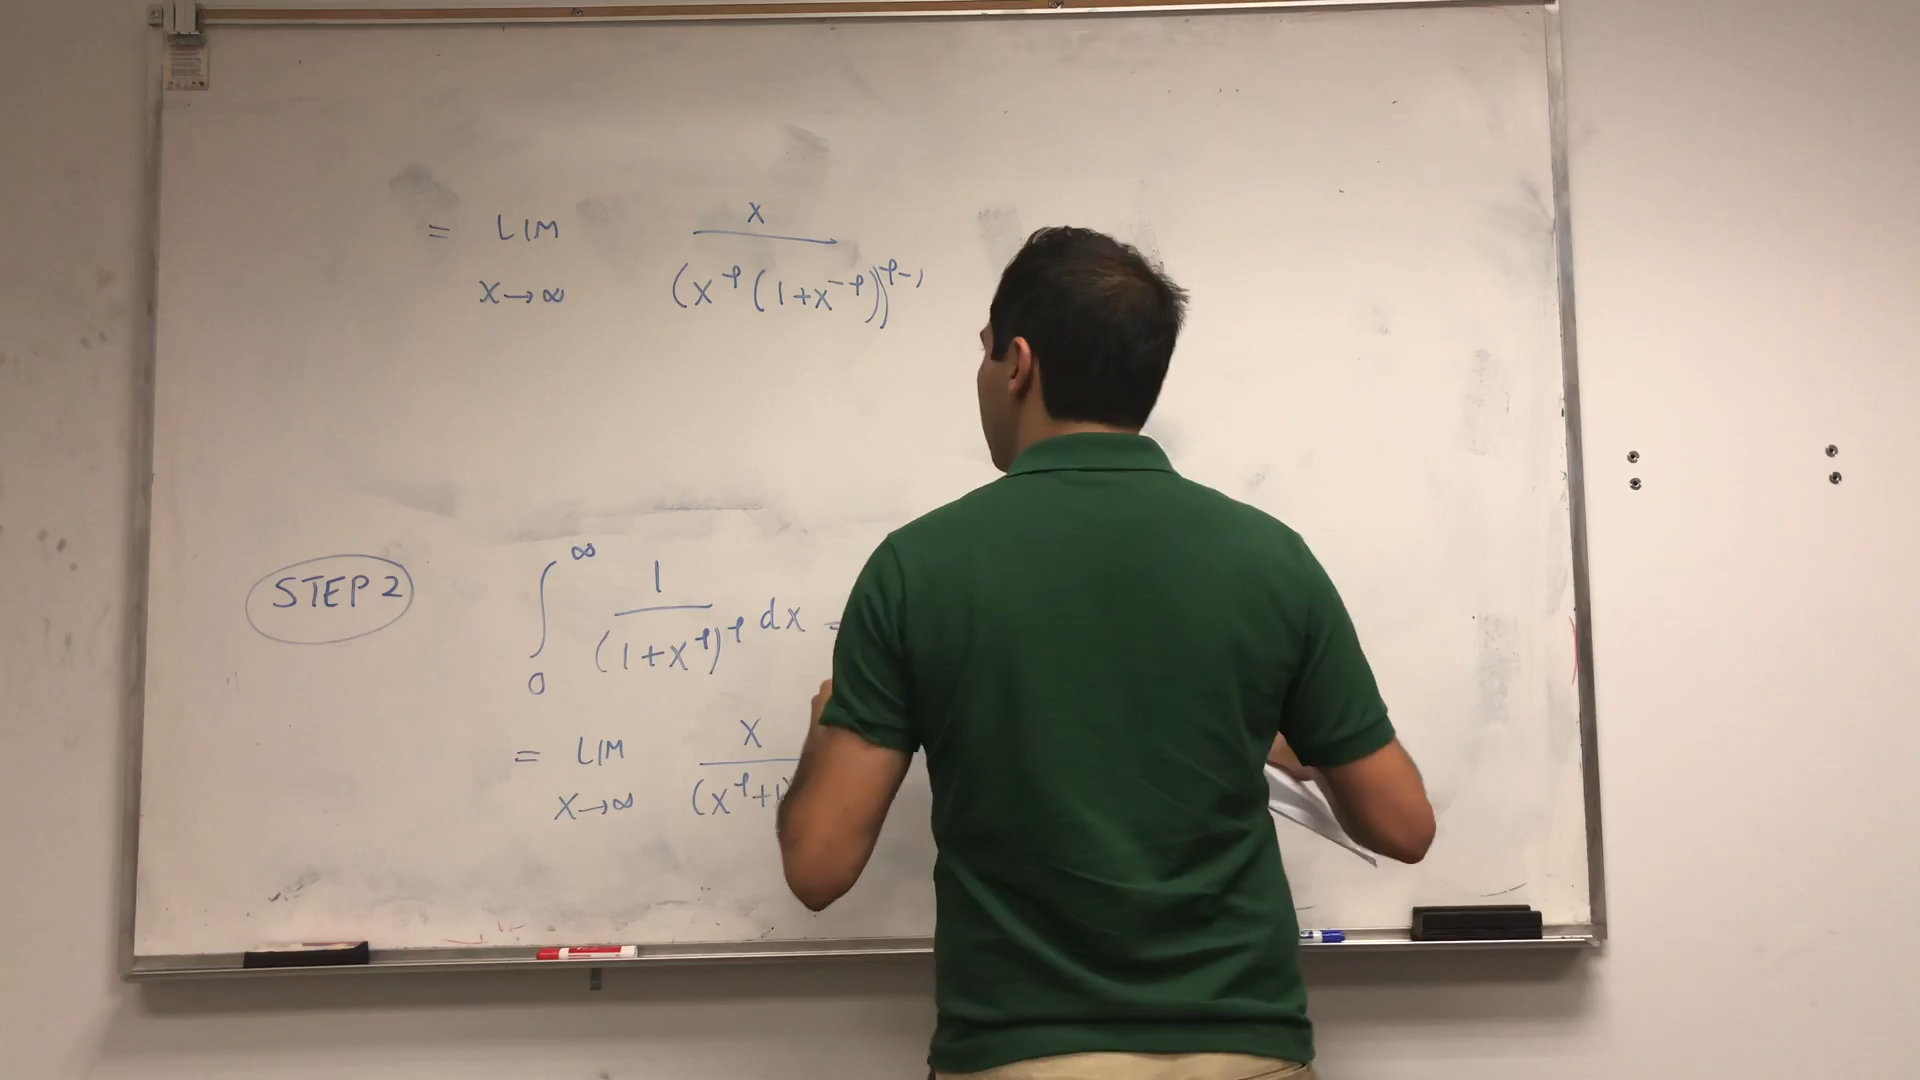 = LIM x/(x^φ(1+x^-φ))^φ-1
x→∞
STEP 2 ∫_0^∞ 1/(1+x^φ)^φ dx =
= LIM x/(x^φ+1)
x→∞